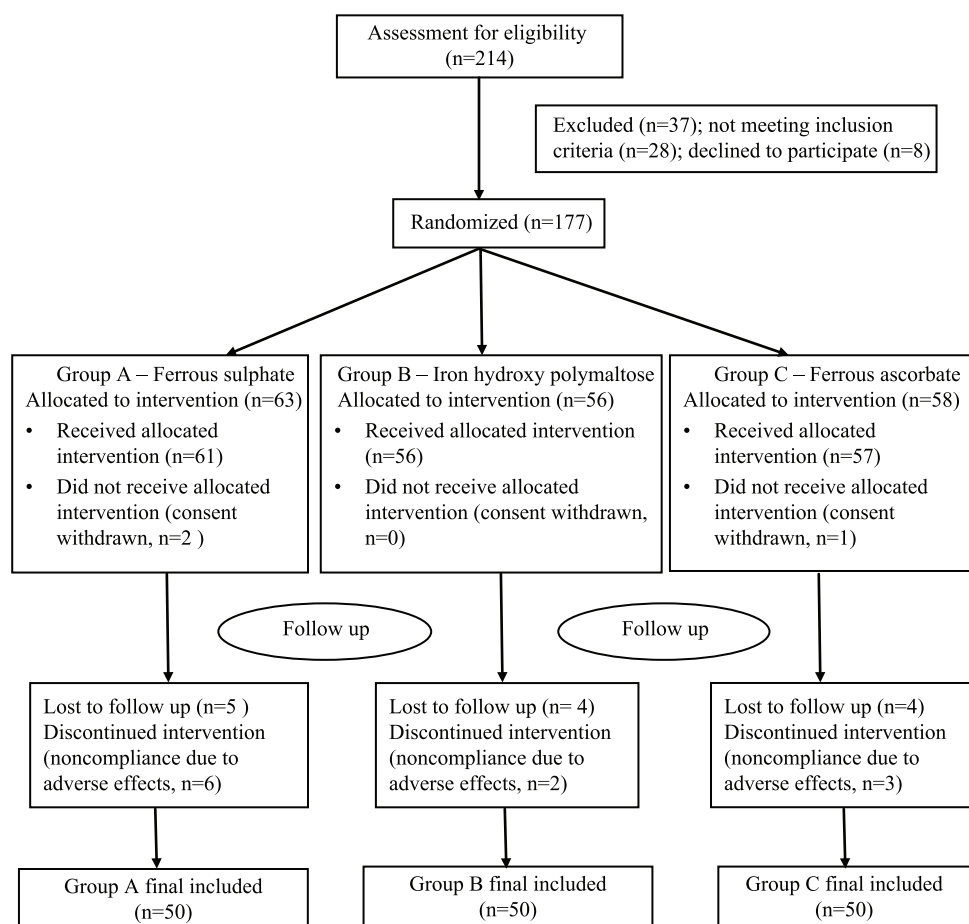 Assessment for eligibility
(n=214)
Excluded (n=37); not meeting inclusion
criteria (n=28); declined to participate (n=8)
Randomized (n=177)
Group A – Ferrous sulphate
Allocated to intervention (n=63)
• Received allocated
intervention (n=61)
• Did not receive allocated
intervention (consent
withdrawn, n=2 )
Group B – Iron hydroxy polymaltose
Allocated to intervention (n=56)
• Received allocated intervention
(n=56)
• Did not receive allocated
intervention (consent withdrawn,
n=0)
Group C – Ferrous ascorbate
Allocated to intervention (n=58)
• Received allocated
intervention (n=57)
• Did not receive allocated
intervention (consent
withdrawn, n=1)
Follow up
Follow up
Lost to follow up (n=5 )
Discontinued intervention
(noncompliance due to
adverse effects, n=6)
Lost to follow up (n= 4)
Discontinued intervention
(noncompliance due to
adverse effects, n=2)
Lost to follow up (n=4)
Discontinued intervention
(noncompliance due to
adverse effects, n=3)
Group A final included
(n=50)
Group B final included
(n=50)
Group C final included
(n=50)